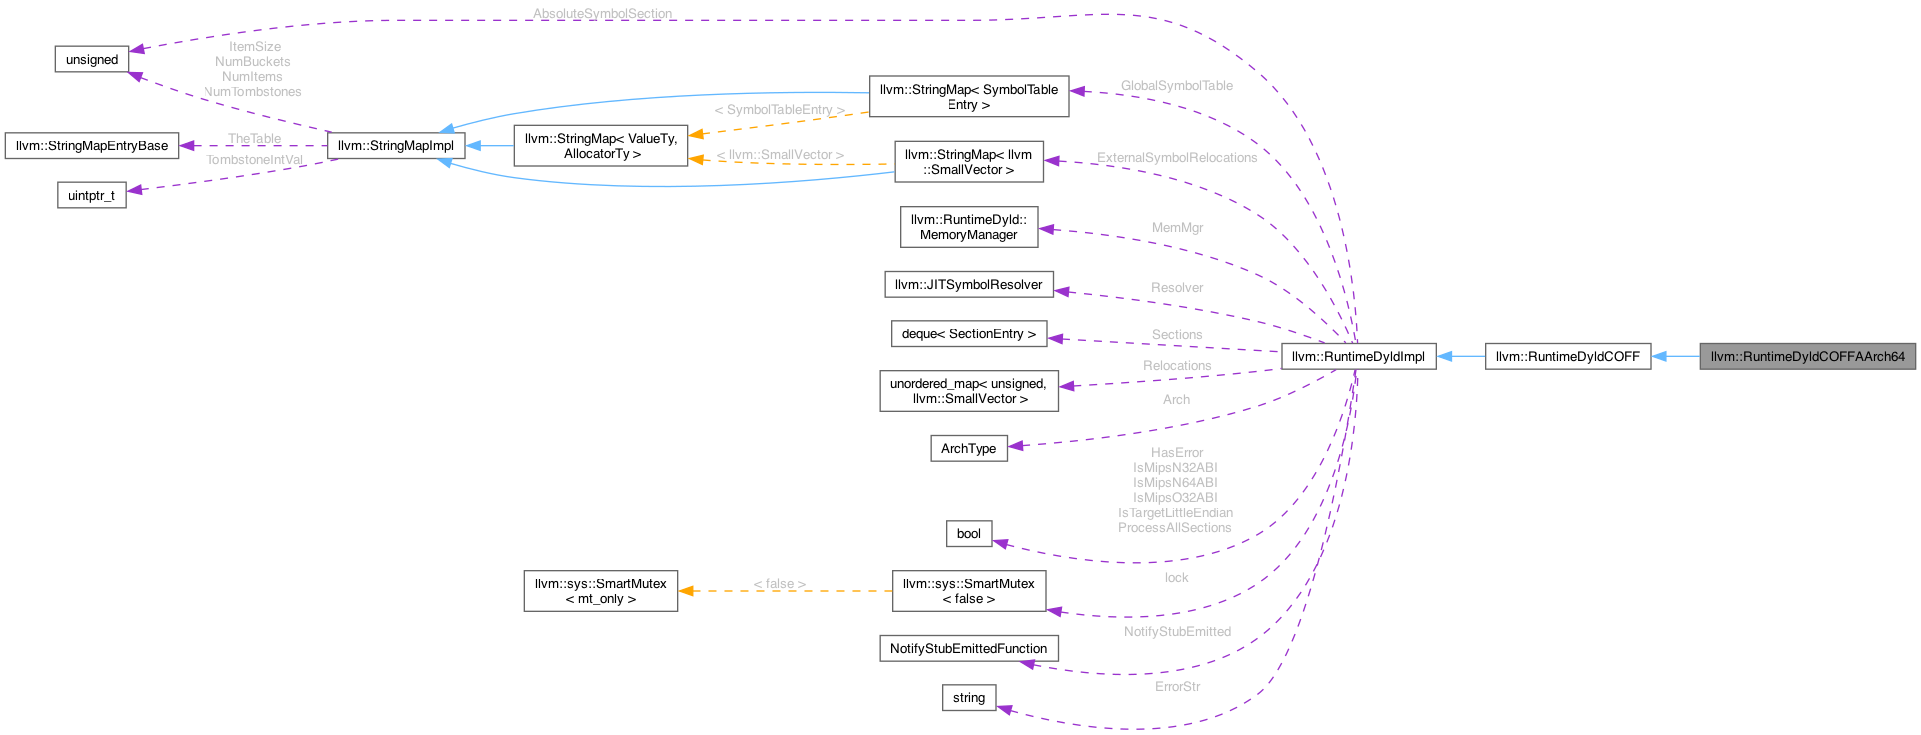 AbsoluteSymbolSection
unsigned
ItemSize
NumBuckets
NumItems
NumTombstones
llvm::StringMap< SymbolTable
Entry >
GlobalSymbolTable
< SymbolTableEntry >
llvm::StringMapEntryBase
TheTable
llvm::StringMapImpl
llvm::StringMap< ValueTy,
AllocatorTy >
< llvm::SmallVector >
llvm::StringMap< llvm
::SmallVector >
ExternalSymbolRelocations
TombstoneIntVal
uintptr_t
llvm::RuntimeDyld::
MemoryManager
MemMgr
llvm::JITSymbolResolver
Resolver
deque< SectionEntry >
Sections
llvm::RuntimeDyldImpl
llvm::RuntimeDyldCOFF
llvm::RuntimeDyldCOFFAArch64
unordered_map< unsigned,
llvm::SmallVector >
Relocations
Arch
ArchType
HasError
IsMipsN32ABI
IsMipsN64ABI
IsMipsO32ABI
IsTargetLittleEndian
ProcessAllSections
bool
llvm::sys::SmartMutex
< mt_only >
< false >
llvm::sys::SmartMutex
< false >
lock
NotifyStubEmitted
NotifyStubEmittedFunction
ErrorStr
string